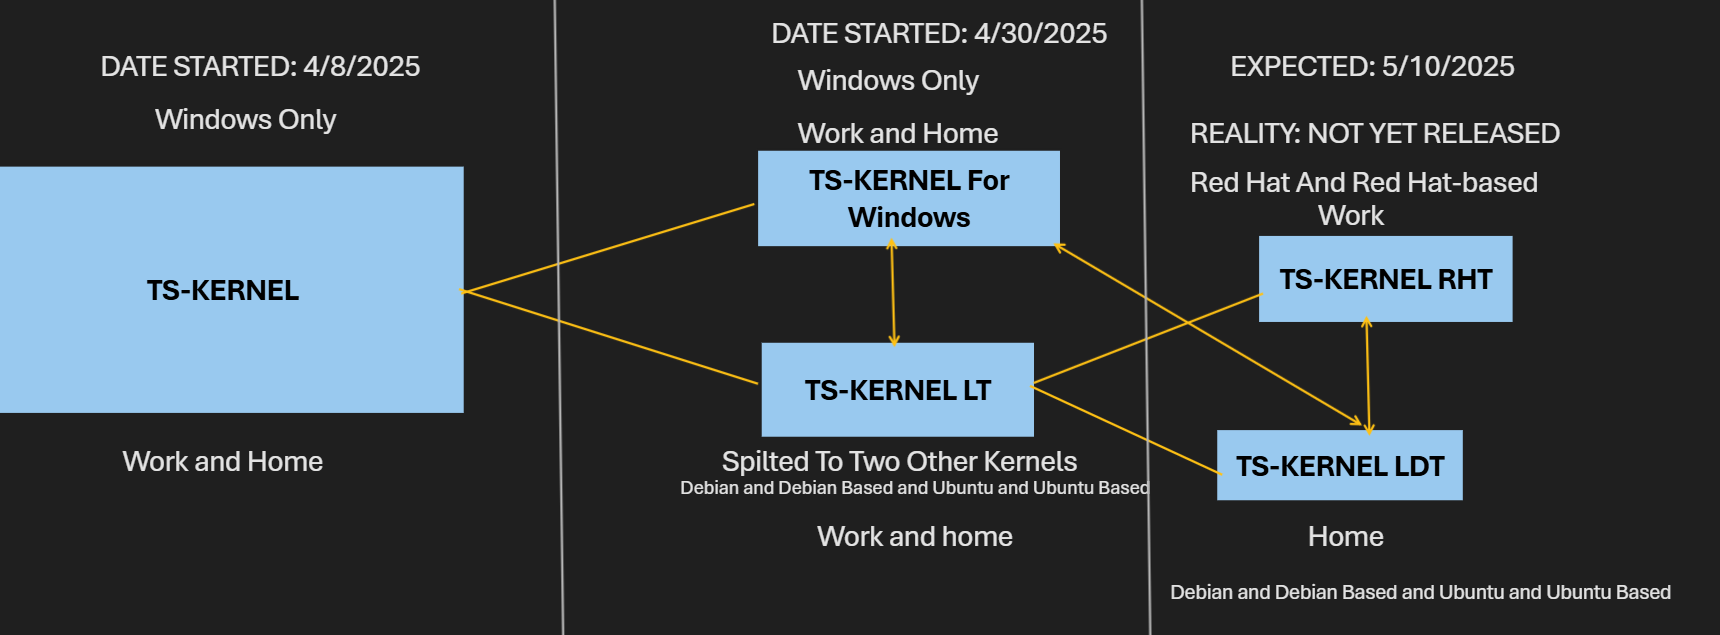 DATE STARTED: 4/8/2025
Windows Only
TS-KERNEL
Work and Home
DATE STARTED: 4/30/2025
Windows Only
Work and Home
TS-KERNEL For
Windows
TS-KERNEL LT
Spilted To Two Other Kernels
Debian and Debian Based and Ubuntu and Ubuntu Based
Work and home
EXPECTED: 5/10/2025
REALITY: NOT YET RELEASED
Red Hat And Red Hat-based
Work
TS-KERNEL RHT
TS-KERNEL LDT
Home
Debian and Debian Based and Ubuntu and Ubuntu Based